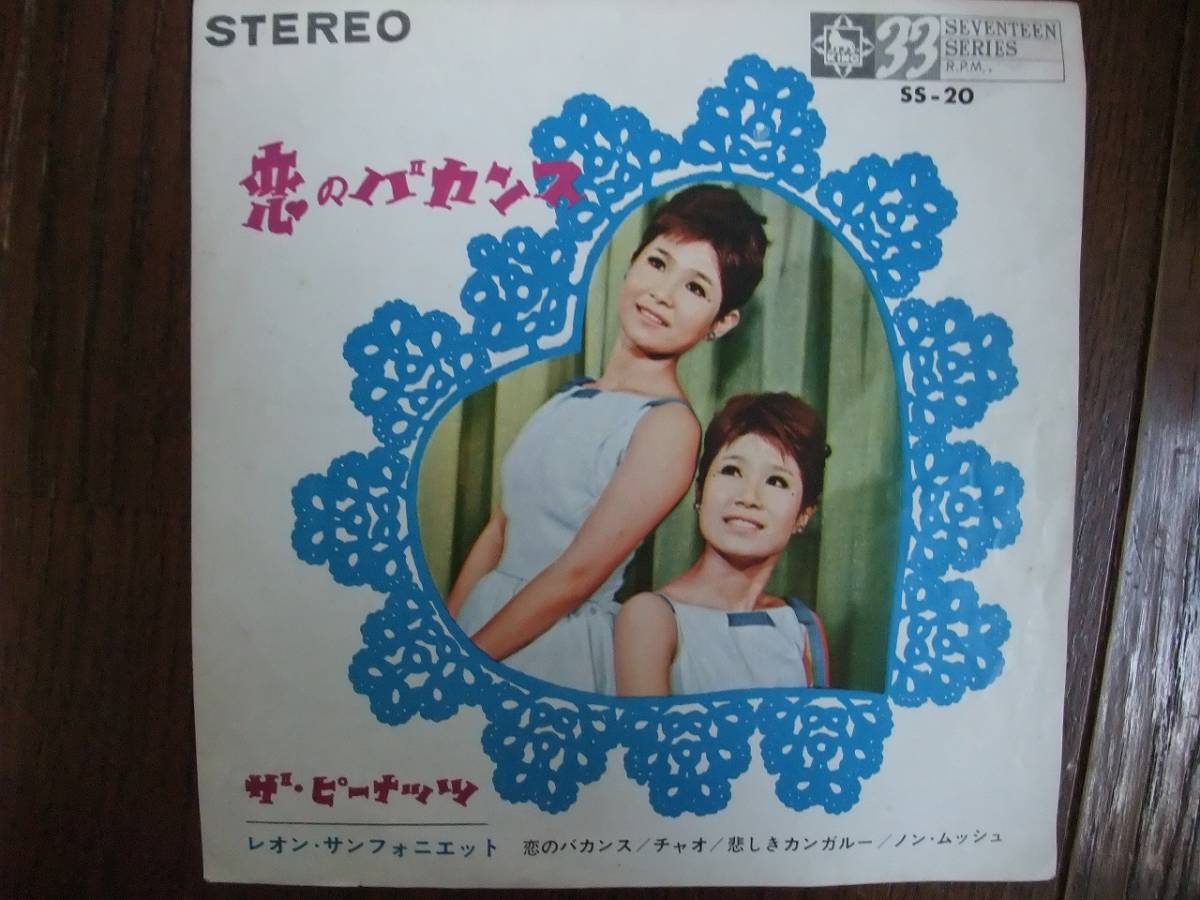 STEREO
KING
33
SEVENTEEN
SERIES
R.P.M.
SS-20
恋のバカンス
ザ・ピーナッツ
レオン・サンフォニエット
恋のバカンス/チャオ/悲しきカンガルー/ノン・ムッシュ